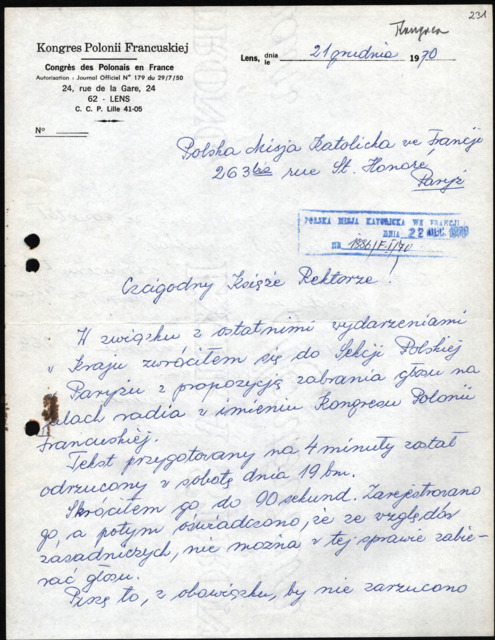 231
Kongres
Kongres Polonii Francuskiej
Congrès des Polonais en France
Autorisation : Journal Officiel N° 179 du 29/7/50
24, rue de la Gare, 24
62 - LENS
C. C. P. Lille 41-05
N°
Lens, dnia le 21 grudnia 1970
Polska Misja Katolicka we Francji
263 bis rue St. Honoré
Paryż
POLSKA MISJA KATOLICKA WE FRANCJI
DNIA 22 DEC. 1970
NR 1886/F.I/70
Czcigodny Księże Rektorze!
W związku z ostatnimi wydarzeniami
w Kraju zwróciłem się do Sekcji Polskiej
Paryżu z propozycją zabrania głosu na
falach radia w imieniu Kongresu Polonii
Francuskiej.
Tekst przygotowany na 4 minuty został
odrzucony w sobotę dnia 19 bm.
Skróciłem go do 90 sekund. Zarejestrowano
go, a potym oświadczono, że ze względów
zasadniczych, nie można w tej sprawie zabie-
rać głosu.
Piszę to, z obowiązku, by nie zarzucono